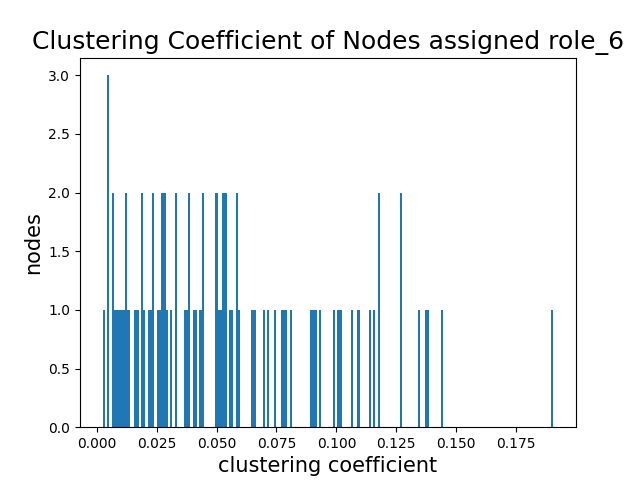 Clustering Coefficient of Nodes assigned role_6
3.0
2.5
2.0
1.5
1.0
0.5
0.0
nodes
0.000 0.025 0.050 0.075 0.100 0.125 0.150 0.175
clustering coefficient